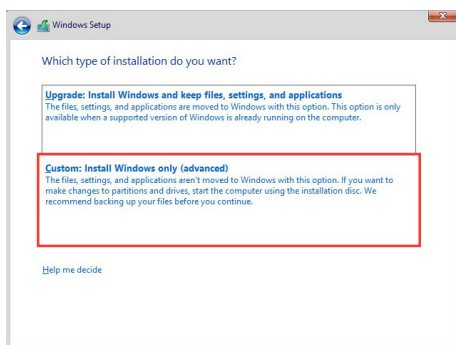 Windows Setup
Which type of installation do you want?
Upgrade: Install Windows and keep files, settings, and applications
The files, settings, and applications are moved to Windows with this option. This option is only
available when a supported version of Windows is already running on the computer.
Custom: Install Windows only (advanced)
The files, settings, and applications aren't moved to Windows with this option. If you want to
make changes to partitions and drives, start the computer using the installation disc. We
recommend backing up your files before you continue.
Help me decide